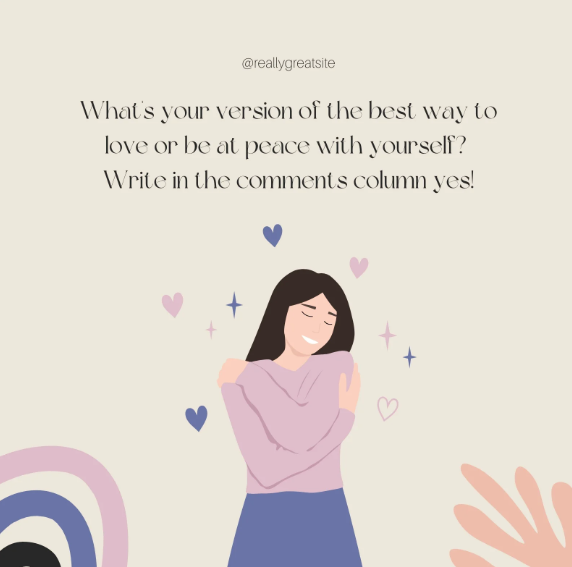 @reallygreatsite
What's your version of the best way to
love or be at peace with yourself?
Write in the comments column yes!